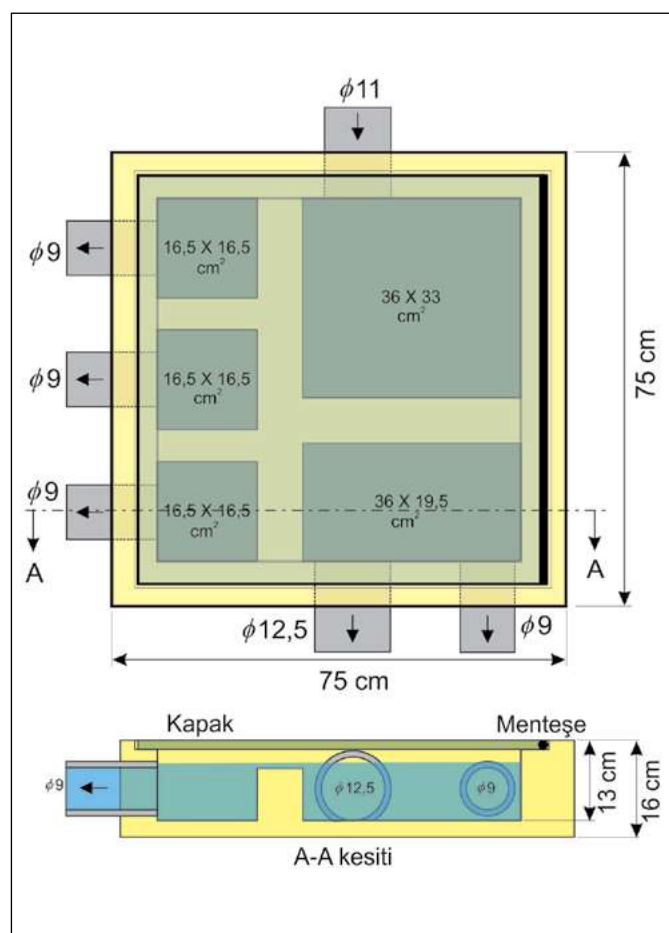 ϕ11
16,5 X 16,5
cm²
ϕ9
36 X 33
cm²
75 cm
16,5 X 16,5
cm²
ϕ9
16,5 X 16,5
cm²
ϕ9
36 X 19,5
cm²
A
A
ϕ12,5
ϕ9
75 cm
Kapak
Menteşe
ϕ9
ϕ12,5
ϕ9
13 cm
16 cm
A-A kesiti